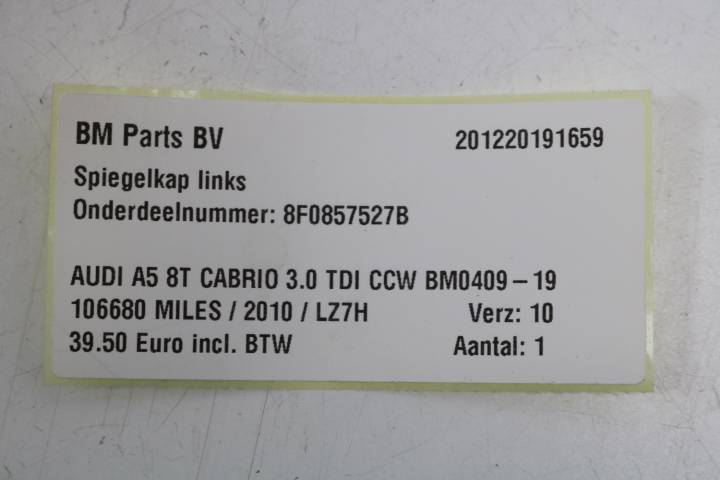 BM Parts BV 201220191659
Spiegelkap links
Onderdeelnummer: 8F0857527B
AUDI A5 8T CABRIO 3.0 TDI CCW BM0409 – 19
106680 MILES / 2010 / LZ7H Verz: 10
39.50 Euro incl. BTW Aantal: 1